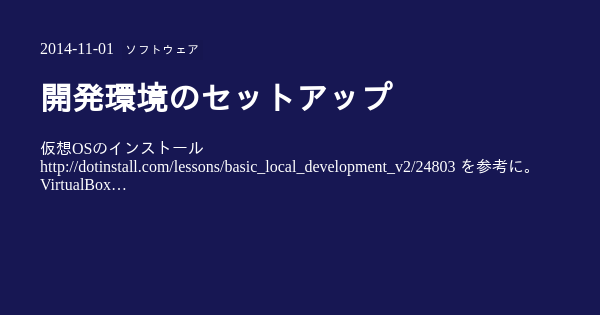 2014-11-01 ソフトウェア
開発環境のセットアップ
仮想OSのインストール
http://dotinstall.com/lessons/basic_local_development_v2/24803 を参考に。
VirtualBox…